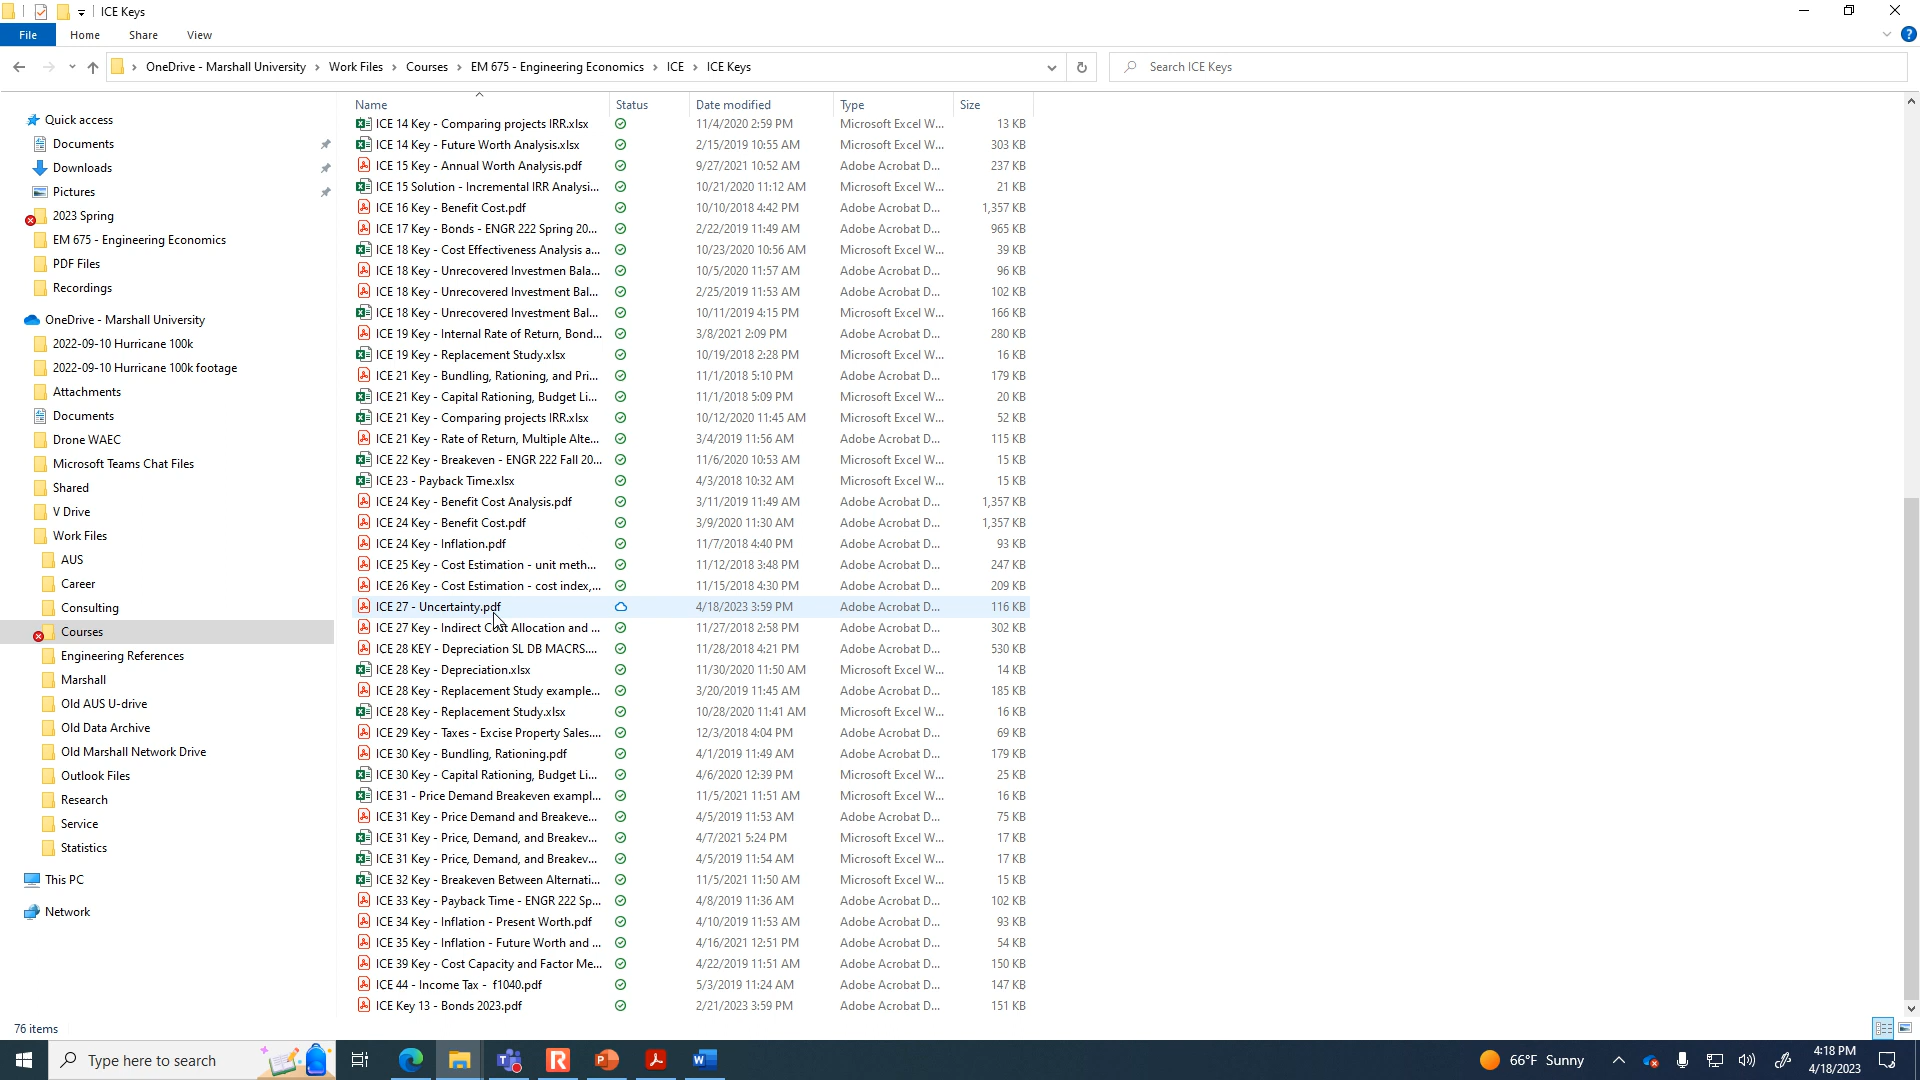 ICE Keys
File Home Share View
OneDrive - Marshall University › Work Files › Courses › EM 675 - Engineering Economics › ICE › ICE Keys
Search ICE Keys
Quick access
Documents
Downloads
Pictures
2023 Spring
EM 675 - Engineering Economics
PDF Files
Recordings
OneDrive - Marshall University
2022-09-10 Hurricane 100k
2022-09-10 Hurricane 100k footage
Attachments
Documents
Drone WAEC
Microsoft Teams Chat Files
Shared
V Drive
Work Files
AUS
Career
Consulting
Courses
Engineering References
Marshall
Old AUS U-drive
Old Data Archive
Old Marshall Network Drive
Outlook Files
Research
Service
Statistics
This PC
Network
Name Status Date modified Type Size
ICE 14 Key - Comparing projects IRR.xlsx 11/4/2020 2:59 PM Microsoft Excel W... 13 KB
ICE 14 Key - Future Worth Analysis.xlsx 2/15/2019 10:55 AM Microsoft Excel W... 303 KB
ICE 15 Key - Annual Worth Analysis.pdf 9/27/2021 10:52 AM Adobe Acrobat D... 237 KB
ICE 15 Solution - Incremental IRR Analysi... 10/21/2020 11:12 AM Microsoft Excel W... 21 KB
ICE 16 Key - Benefit Cost.pdf 10/10/2018 4:42 PM Adobe Acrobat D... 1,357 KB
ICE 17 Key - Bonds - ENGR 222 Spring 20... 2/22/2019 11:49 AM Adobe Acrobat D... 965 KB
ICE 18 Key - Cost Effectiveness Analysis a... 10/23/2020 10:56 AM Microsoft Excel W... 39 KB
ICE 18 Key - Unrecovered Investmen Bala... 10/5/2020 11:57 AM Adobe Acrobat D... 96 KB
ICE 18 Key - Unrecovered Investment Bal... 2/25/2019 11:53 AM Adobe Acrobat D... 102 KB
ICE 18 Key - Unrecovered Investment Bal... 10/11/2019 4:15 PM Microsoft Excel W... 166 KB
ICE 19 Key - Internal Rate of Return, Bond... 3/8/2021 2:09 PM Adobe Acrobat D... 280 KB
ICE 19 Key - Replacement Study.xlsx 10/19/2018 2:28 PM Microsoft Excel W... 16 KB
ICE 21 Key - Bundling, Rationing, and Pri... 11/1/2018 5:10 PM Adobe Acrobat D... 179 KB
ICE 21 Key - Capital Rationing, Budget Li... 11/1/2018 5:09 PM Microsoft Excel W... 20 KB
ICE 21 Key - Comparing projects IRR.xlsx 10/12/2020 11:45 AM Microsoft Excel W... 52 KB
ICE 21 Key - Rate of Return, Multiple Alte... 3/4/2019 11:56 AM Adobe Acrobat D... 115 KB
ICE 22 Key - Breakeven - ENGR 222 Fall 20... 11/6/2020 10:53 AM Microsoft Excel W... 15 KB
ICE 23 - Payback Time.xlsx 4/3/2018 10:32 AM Microsoft Excel W... 15 KB
ICE 24 Key - Benefit Cost Analysis.pdf 3/11/2019 11:49 AM Adobe Acrobat D... 1,357 KB
ICE 24 Key - Benefit Cost.pdf 3/9/2020 11:30 AM Adobe Acrobat D... 1,357 KB
ICE 24 Key - Inflation.pdf 11/7/2018 4:40 PM Adobe Acrobat D... 93 KB
ICE 25 Key - Cost Estimation - unit meth... 11/12/2018 3:48 PM Adobe Acrobat D... 247 KB
ICE 26 Key - Cost Estimation - cost index,... 11/15/2018 4:30 PM Adobe Acrobat D... 209 KB
ICE 27 - Uncertainty.pdf 4/18/2023 3:59 PM Adobe Acrobat D... 116 KB
ICE 27 Key - Indirect Cost Allocation and ... 11/27/2018 2:58 PM Adobe Acrobat D... 302 KB
ICE 28 KEY - Depreciation SL DB MACRS.... 11/28/2018 4:21 PM Adobe Acrobat D... 530 KB
ICE 28 Key - Depreciation.xlsx 11/30/2020 11:50 AM Microsoft Excel W... 14 KB
ICE 28 Key - Replacement Study example... 3/20/2019 11:45 AM Adobe Acrobat D... 185 KB
ICE 28 Key - Replacement Study.xlsx 10/28/2020 11:41 AM Microsoft Excel W... 16 KB
ICE 29 Key - Taxes - Excise Property Sales.... 12/3/2018 4:04 PM Adobe Acrobat D... 69 KB
ICE 30 Key - Bundling, Rationing.pdf 4/1/2019 11:49 AM Adobe Acrobat D... 179 KB
ICE 30 Key - Capital Rationing, Budget Li... 4/6/2020 12:39 PM Microsoft Excel W... 25 KB
ICE 31 - Price Demand Breakeven exampl... 11/5/2021 11:51 AM Microsoft Excel W... 16 KB
ICE 31 Key - Price Demand and Breakeve... 4/5/2019 11:53 AM Adobe Acrobat D... 75 KB
ICE 31 Key - Price, Demand, and Breakev... 4/7/2021 5:24 PM Microsoft Excel W... 17 KB
ICE 31 Key - Price, Demand, and Breakev... 4/5/2019 11:54 AM Microsoft Excel W... 17 KB
ICE 32 Key - Breakeven Between Alternati... 11/5/2021 11:50 AM Microsoft Excel W... 15 KB
ICE 33 Key - Payback Time - ENGR 222 Sp... 4/8/2019 11:36 AM Adobe Acrobat D... 102 KB
ICE 34 Key - Inflation - Present Worth.pdf 4/10/2019 11:53 AM Adobe Acrobat D... 93 KB
ICE 35 Key - Inflation - Future Worth and ... 4/16/2021 12:51 PM Adobe Acrobat D... 54 KB
ICE 39 Key - Cost Capacity and Factor Me... 4/22/2019 11:51 AM Adobe Acrobat D... 150 KB
ICE 44 - Income Tax - f1040.pdf 5/3/2019 11:24 AM Adobe Acrobat D... 147 KB
ICE Key 13 - Bonds 2023.pdf 2/21/2023 3:59 PM Adobe Acrobat D... 151 KB
76 items
Type here to search
66°F Sunny
4:18 PM
4/18/2023